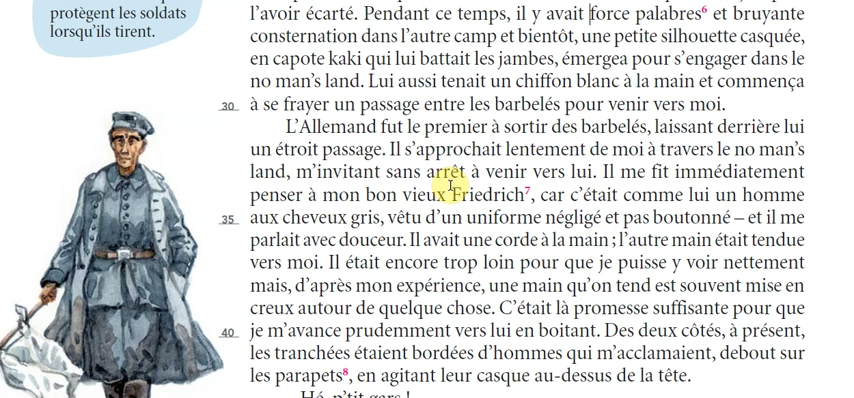 protègent les soldats
lorsqu'ils tirent.
l'avoir écarté. Pendant ce temps, il y avait force palabres⁶ et bruyante
consternation dans l'autre camp et bientôt, une petite silhouette casquée,
en capote kaki qui lui battait les jambes, émergea pour s'engager dans le
no man's land. Lui aussi tenait un chiffon blanc à la main et commença
30 à se frayer un passage entre les barbelés pour venir vers moi.
L'Allemand fut le premier à sortir des barbelés, laissant derrière lui
un étroit passage. Il s'approchait lentement de moi à travers le no man's
land, m'invitant sans arrêt à venir vers lui. Il me fit immédiatement
penser à mon bon vieux Friedrich⁷, car c'était comme lui un homme
35 aux cheveux gris, vêtu d'un uniforme négligé et pas boutonné – et il me
parlait avec douceur. Il avait une corde à la main ; l'autre main était tendue
vers moi. Il était encore trop loin pour que je puisse y voir nettement
mais, d'après mon expérience, une main qu'on tend est souvent mise en
creux autour de quelque chose. C'était là promesse suffisante pour que
40 je m'avance prudemment vers lui en boitant. Des deux côtés, à présent,
les tranchées étaient bordées d'hommes qui m'acclamaient, debout sur
les parapets⁸, en agitant leur casque au-dessus de la tête.
Hé, p'tit gars !